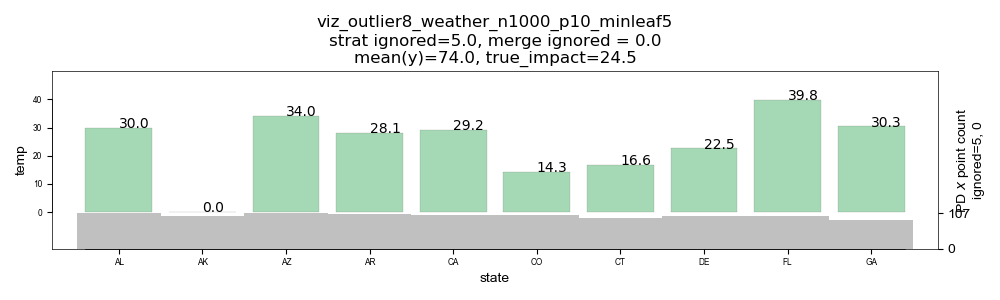 viz_outlier8_weather_n1000_p10_minleaf5
strat ignored=5.0, merge ignored = 0.0
mean(y)=74.0, true_impact=24.5
temp
40
30
20
10
0
30.0
0.0
34.0
28.1
29.2
14.3
16.6
22.5
39.8
30.3
AL
AK
AZ
AR
CA
CO
CT
DE
FL
GA
state
107
0
PD x point count
ignored=5, 0